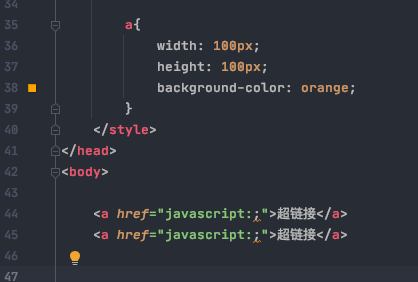 34
35 a{
36 width: 100px;
37 height: 100px;
38 background-color: orange;
39 }
40 </style>
41 </head>
42 <body>
43
44 <a href="javascript:;">超链接</a>
45 <a href="javascript:;">超链接</a>
46
47